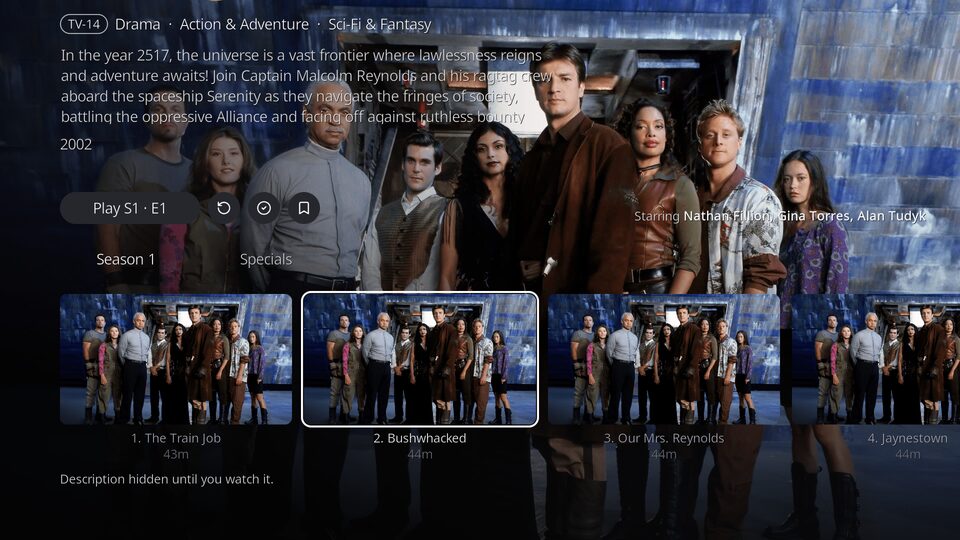 TV-14 Drama · Action & Adventure · Sci-Fi & Fantasy
In the year 2517, the universe is a vast frontier where lawlessness reigns
and adventure awaits! Join Captain Malcolm Reynolds and his ragtag crew
aboard the spaceship Serenity as they navigate the fringes of society,
battling the oppressive Alliance and facing off against ruthless bounty
2002
Play S1 · E1
Starring Nathan Fillion, Gina Torres, Alan Tudyk
Season 1 Specials
1. The Train Job 2. Bushwhacked 3. Our Mrs. Reynolds 4. Jaynestown
43m 44m 44m 44m
Description hidden until you watch it.